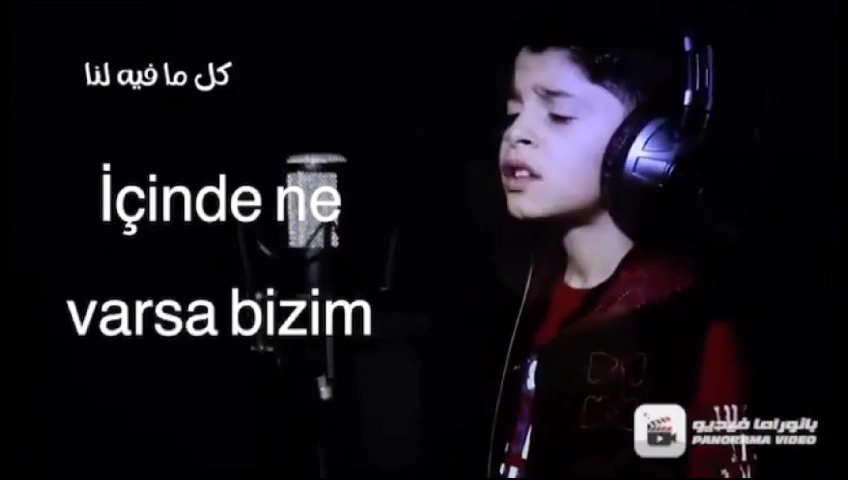 كل ما فيه لنا
İçinde ne
varsa bizim
بانوراما فيديو
PANORAMA VIDEO